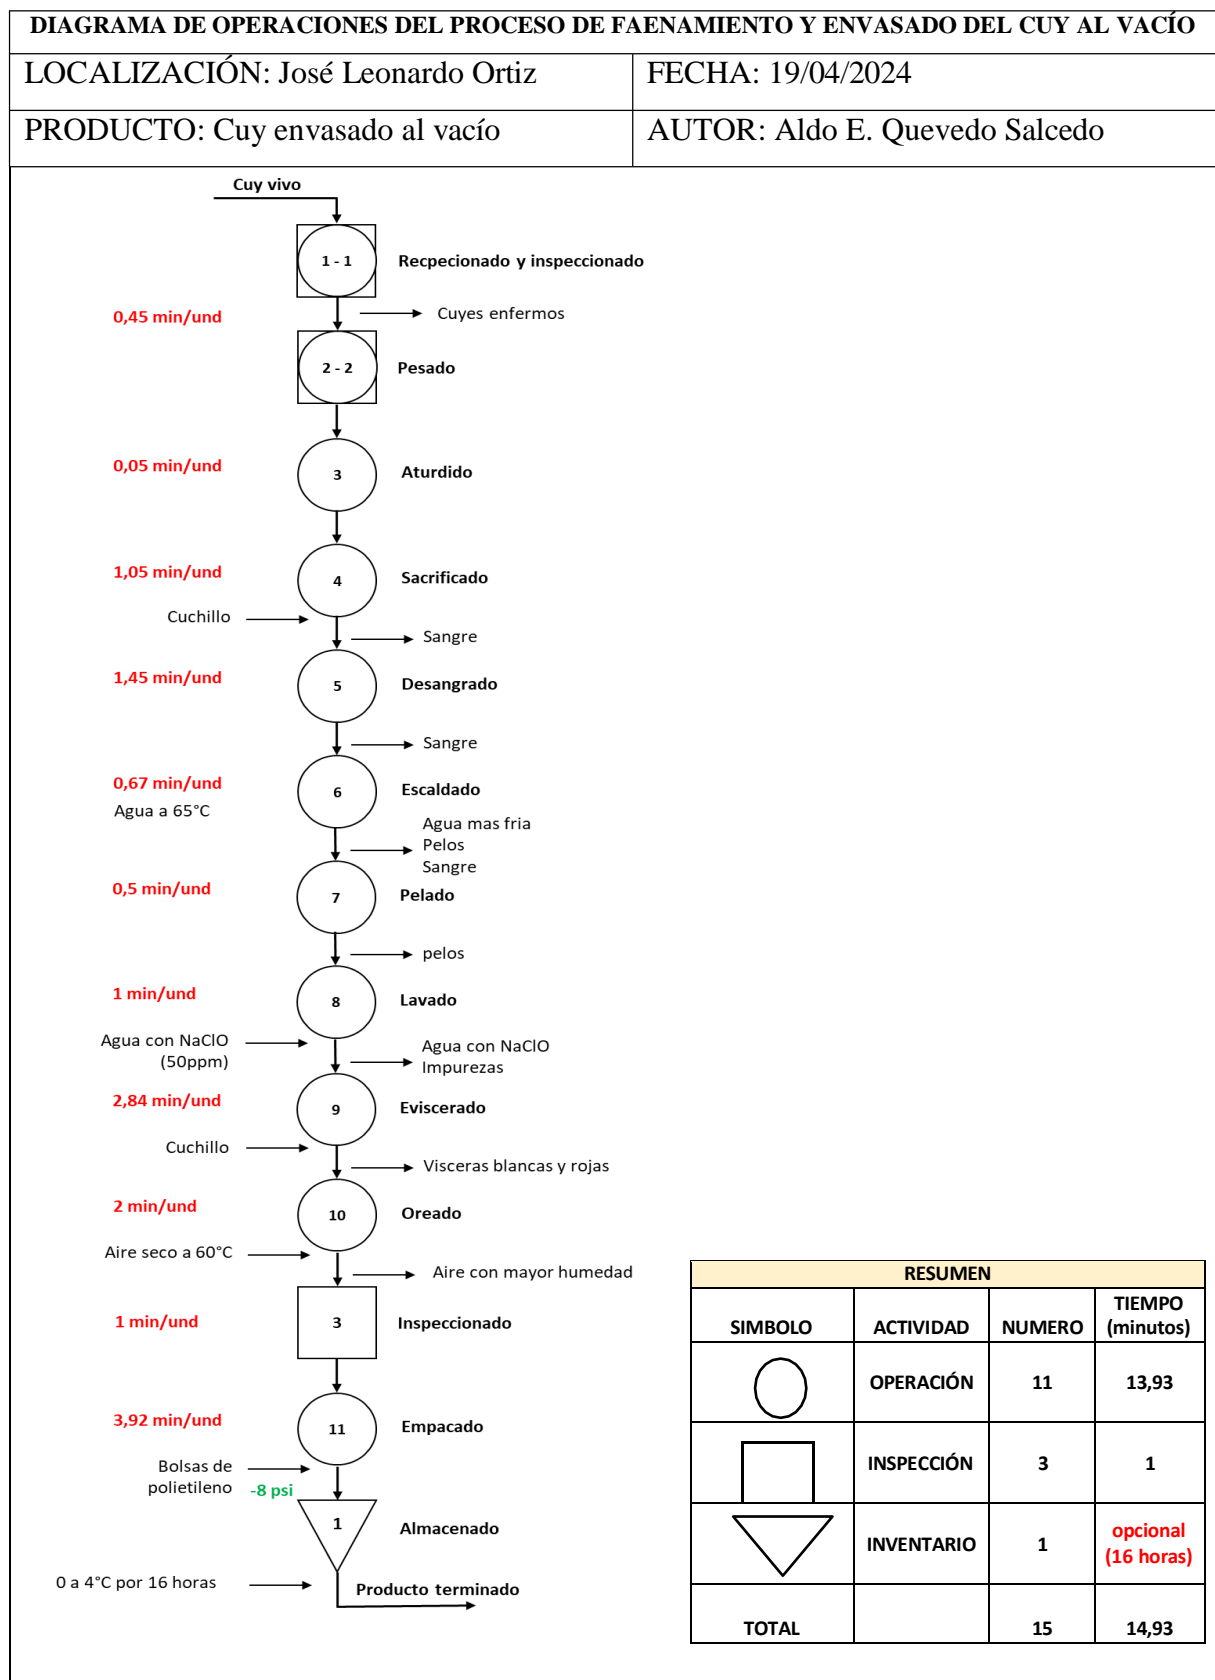 DIAGRAMA DE OPERACIONES DEL PROCESO DE FAENAMIENTO Y ENVASADO DEL CUY AL VACÍO
LOCALIZACIÓN: José Leonardo Ortiz
FECHA: 19/04/2024
PRODUCTO: Cuy envasado al vacío
AUTOR: Aldo E. Quevedo Salcedo
Cuy vivo
1 - 1
Recpecionado y inspeccionado
0,45 min/und
Cuyes enfermos
2 - 2
Pesado
0,05 min/und
3
Aturdido
1,05 min/und
4
Sacrificado
Cuchillo
Sangre
1,45 min/und
5
Desangrado
Sangre
0,67 min/und
Agua a 65°C
6
Escaldado
Agua mas fria
Pelos
Sangre
0,5 min/und
7
Pelado
pelos
1 min/und
8
Lavado
Agua con NaClO
(50ppm)
Agua con NaClO
Impurezas
2,84 min/und
9
Eviscerado
Cuchillo
Visceras blancas y rojas
2 min/und
10
Oreado
Aire seco a 60°C
Aire con mayor humedad
1 min/und
3
Inspeccionado
3,92 min/und
11
Empacado
Bolsas de
polietileno
-8 psi
1
Almacenado
0 a 4°C por 16 horas
Producto terminado
RESUMEN
SIMBOLO ACTIVIDAD NUMERO TIEMPO
(minutos)
OPERACIÓN 11 13,93
INSPECCIÓN 3 1
INVENTARIO 1 opcional
(16 horas)
TOTAL 15 14,93